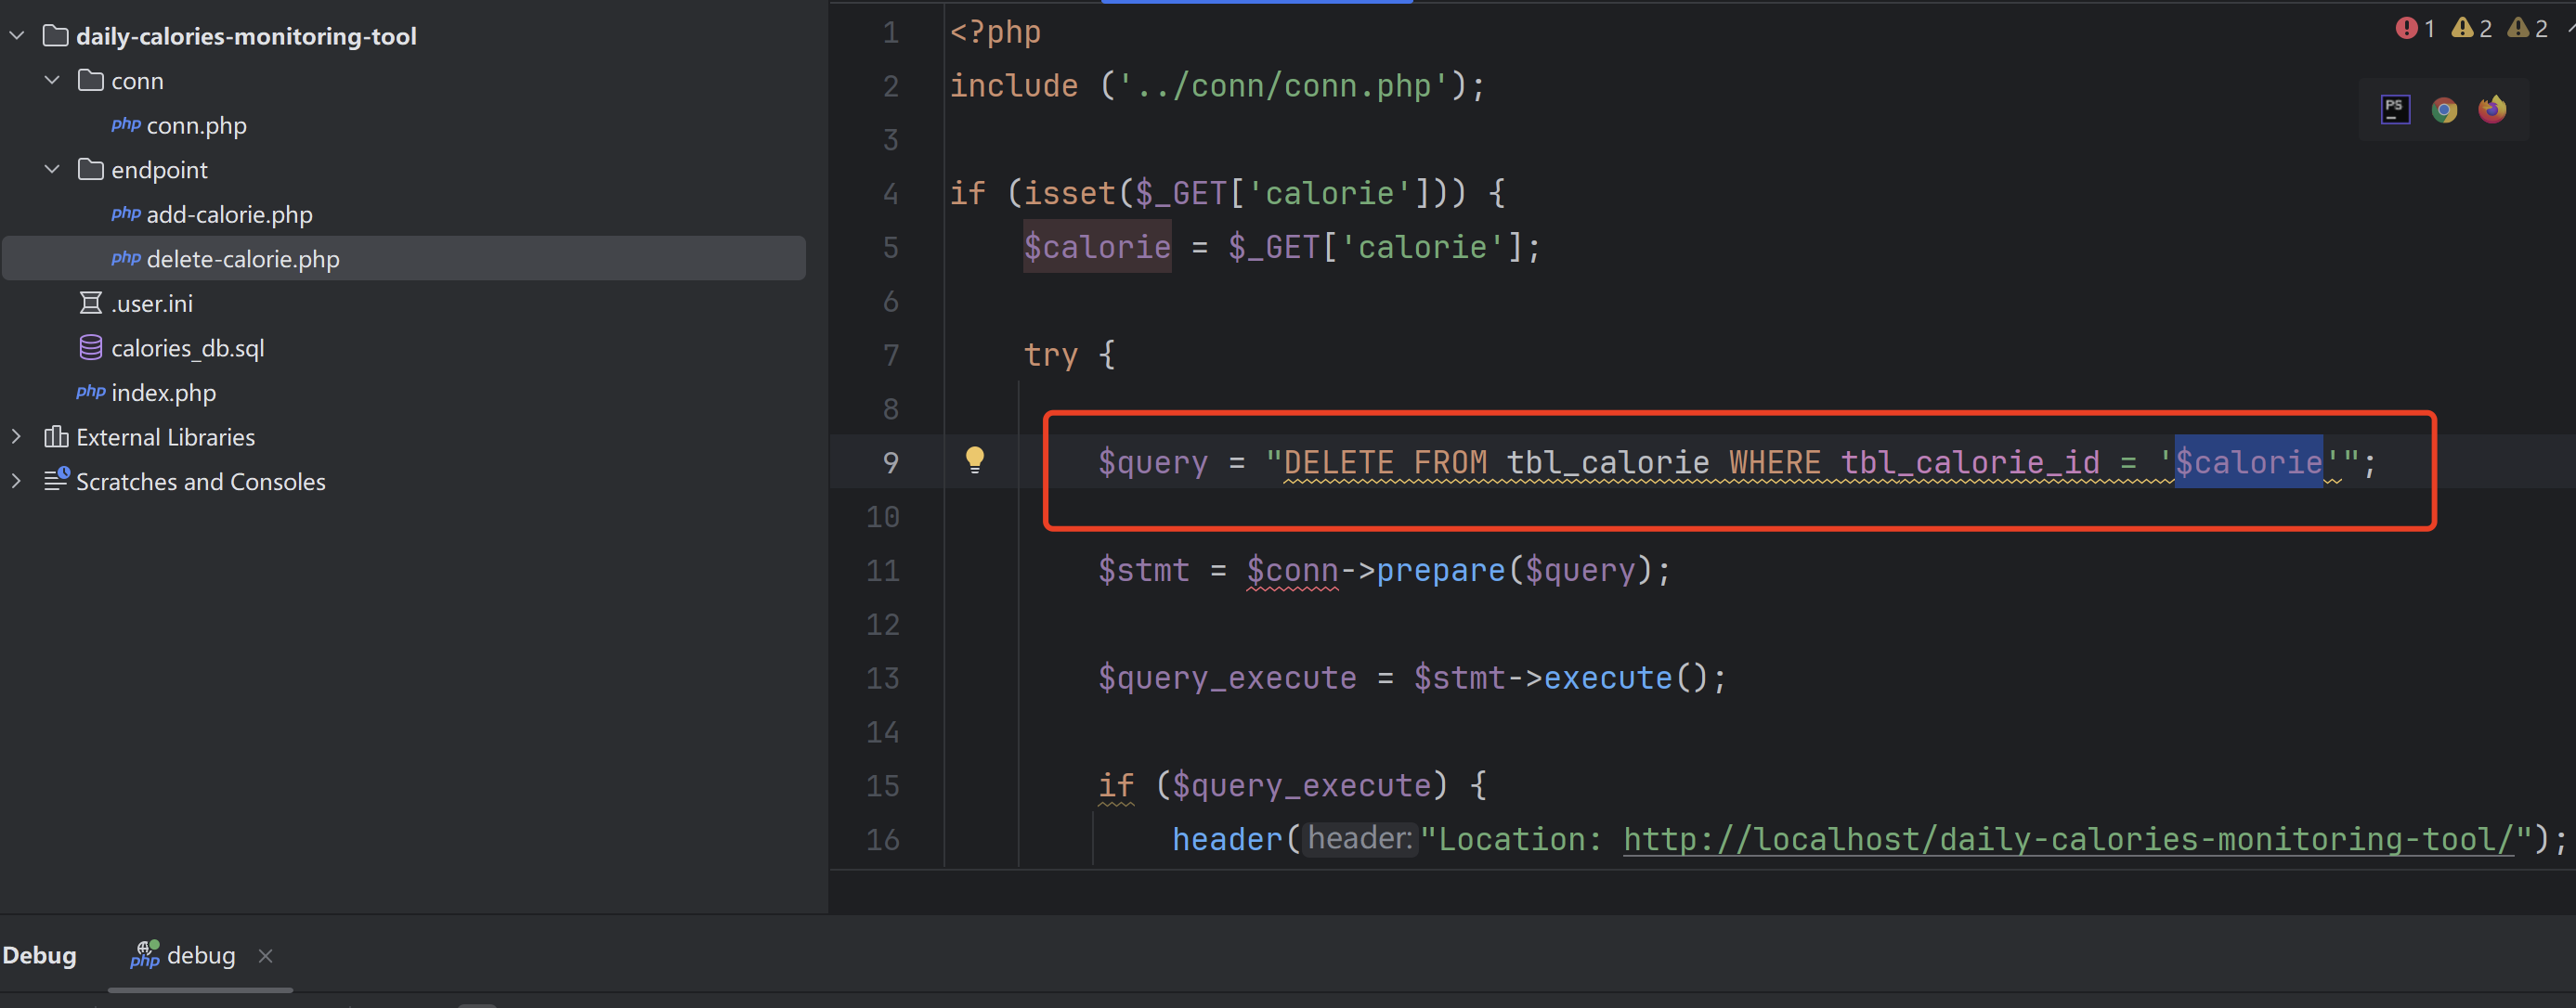 daily-calories-monitoring-tool
conn
php conn.php
endpoint
php add-calorie.php
php delete-calorie.php
.user.ini
calories_db.sql
php index.php
External Libraries
Scratches and Consoles
1 2 2
PS
1 <?php
2 include ('../conn/conn.php');
3
4 if (isset($_GET['calorie'])) {
5 $calorie = $_GET['calorie'];
6
7 try {
8
9 $query = "DELETE FROM tbl_calorie WHERE tbl_calorie_id = '$calorie'";
10
11 $stmt = $conn->prepare($query);
12
13 $query_execute = $stmt->execute();
14
15 if ($query_execute) {
16 header( header: "Location: http://localhost/daily-calories-monitoring-tool/");
Debug php debug